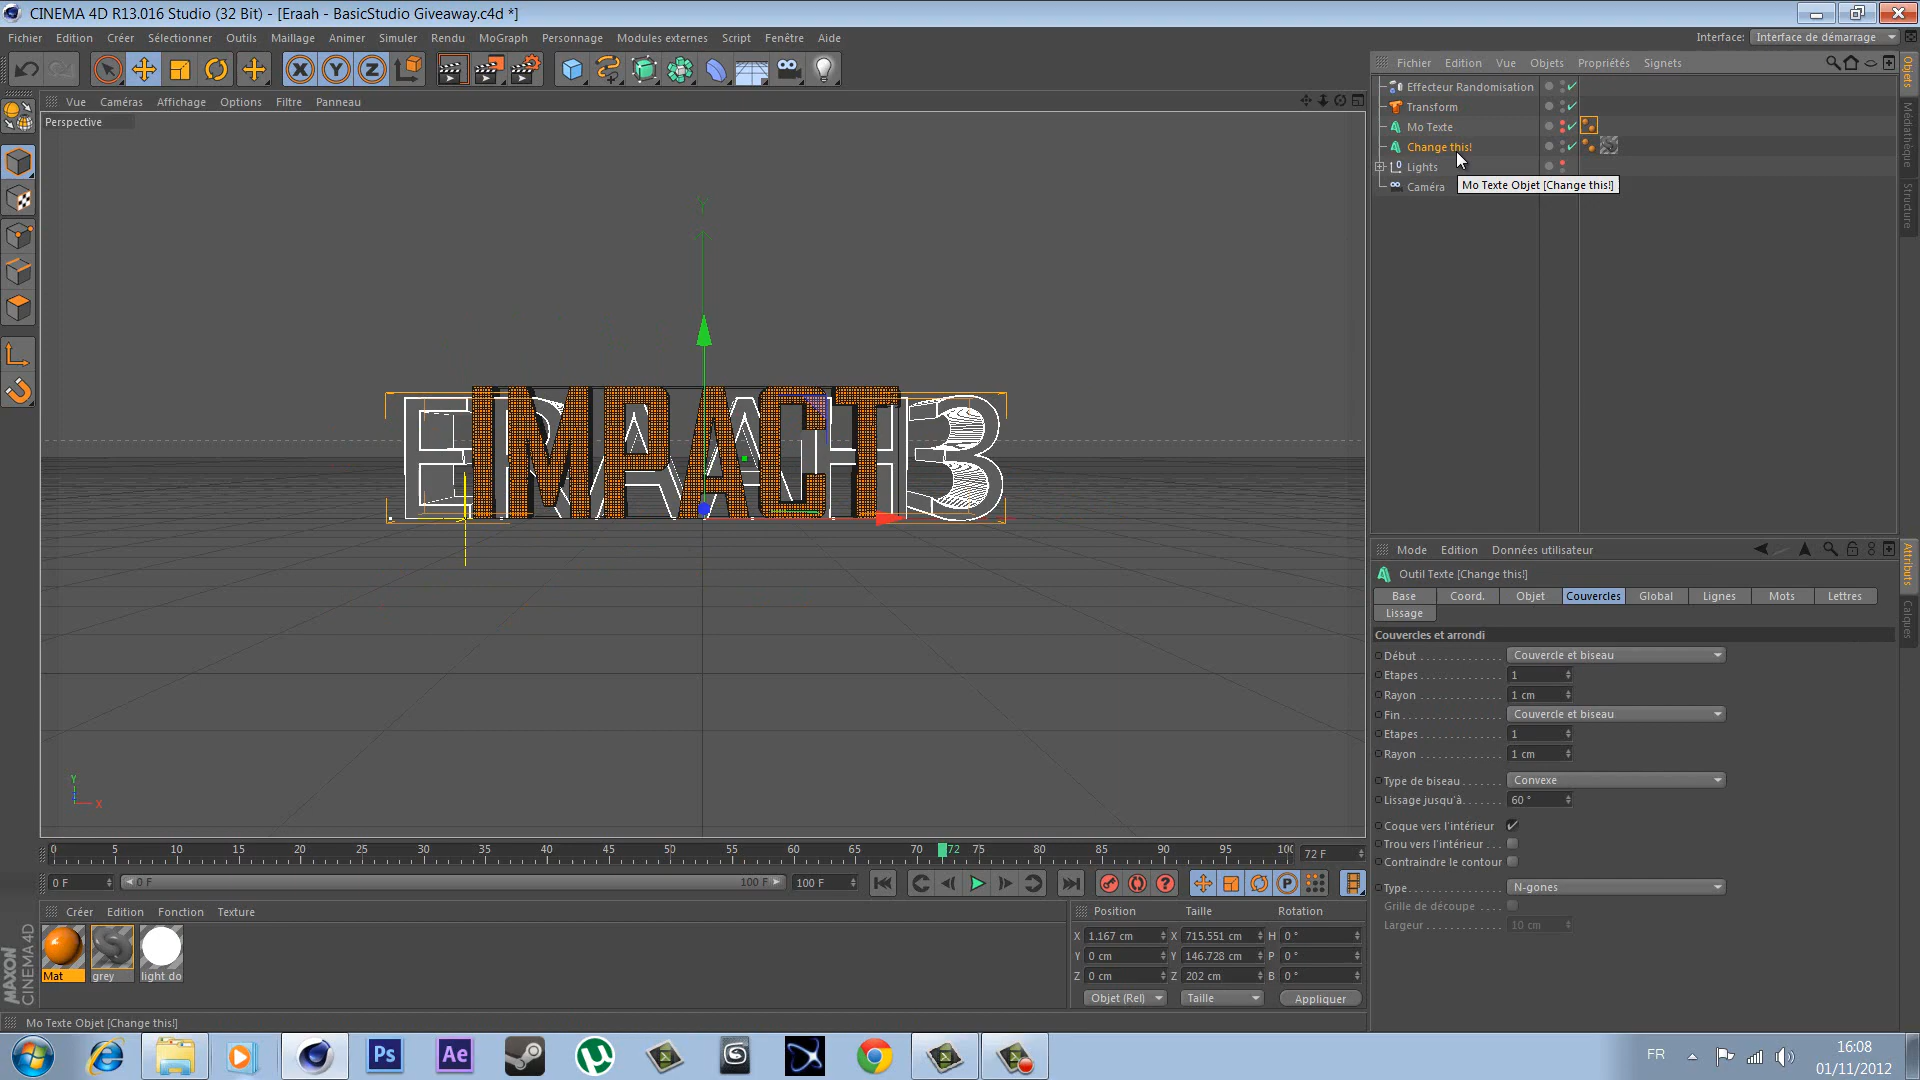 CINEMA 4D R13.016 Studio (32 Bit) - [Eraah - BasicStudio Giveaway.c4d *]
Fichier Edition Créer Sélectionner Outils Maillage Animer Simuler Rendu MoGraph Personnage Modules externes Script Fenêtre Aide Interface: Interface de démarrage
X Y Z
Vue Caméras Affichage Options Filtre Panneau
Perspective
Y
IMPACT
3
Y
X
Fichier Edition Vue Objets Propriétés Signets
Effecteur Randomisation
Transform
Mo Texte
Change this!
Lights
Caméra
Mo Texte Objet [Change this!]
Objets
Médiathèque
Structure
Mode Edition Données utilisateur
Outil Texte [Change this!]
Base Coord. Objet Couvercles Global Lignes Mots Lettres
Lissage
Couvercles et arrondi
Début Couvercle et biseau
Etapes 1
Rayon 1 cm
Fin Couvercle et biseau
Etapes 1
Rayon 1 cm
Type de biseau Convexe
Lissage jusqu'à 60 °
Coque vers l'intérieur
Trou vers l'intérieur
Contraindre le contour
Type N-gones
Grille de découpe
Largeur 10 cm
Attributs
Calques
0 5 10 15 20 25 30 35 40 45 50 55 60 65 70 72 75 80 85 90 95 100 72 F
0 F 0 F 100 F 100 F
Créer Edition Fonction Texture
Mat grey light do
Position Taille Rotation
X 1.167 cm X 715.551 cm H 0 °
Y 0 cm Y 146.728 cm P 0 °
Z 0 cm Z 202 cm B 0 °
Objet (Rel) Taille Appliquer
MAXON
CINEMA 4D
Mo Texte Objet [Change this!]
Ps Ae
FR
16:08
01/11/2012